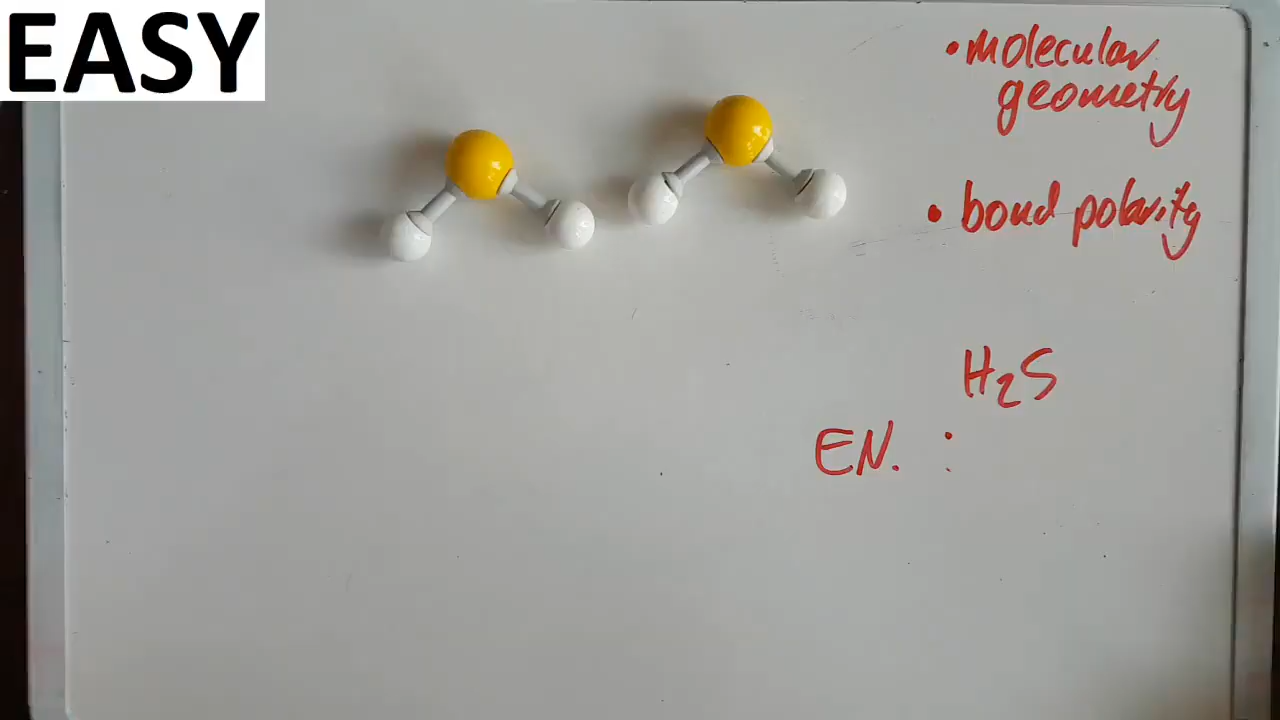 EASY
• molecular
geometry
• bond polarity
H₂S
EN. :